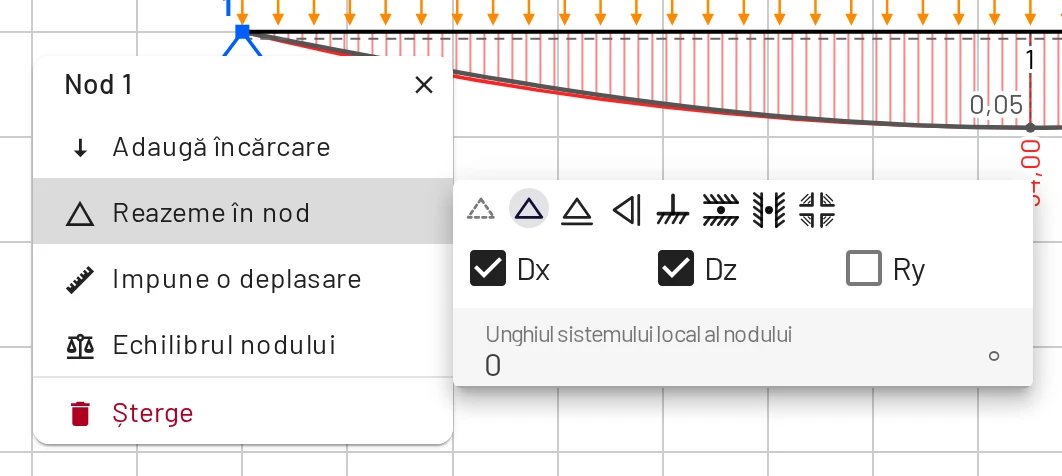 1
Nod 1
1
0,05
Adaugă încărcare
Reazeme în nod
Dx
Dz
Ry
Impune o deplasare
Unghiul sistemului local al nodului
0
°
Echilibrul nodului
Șterge